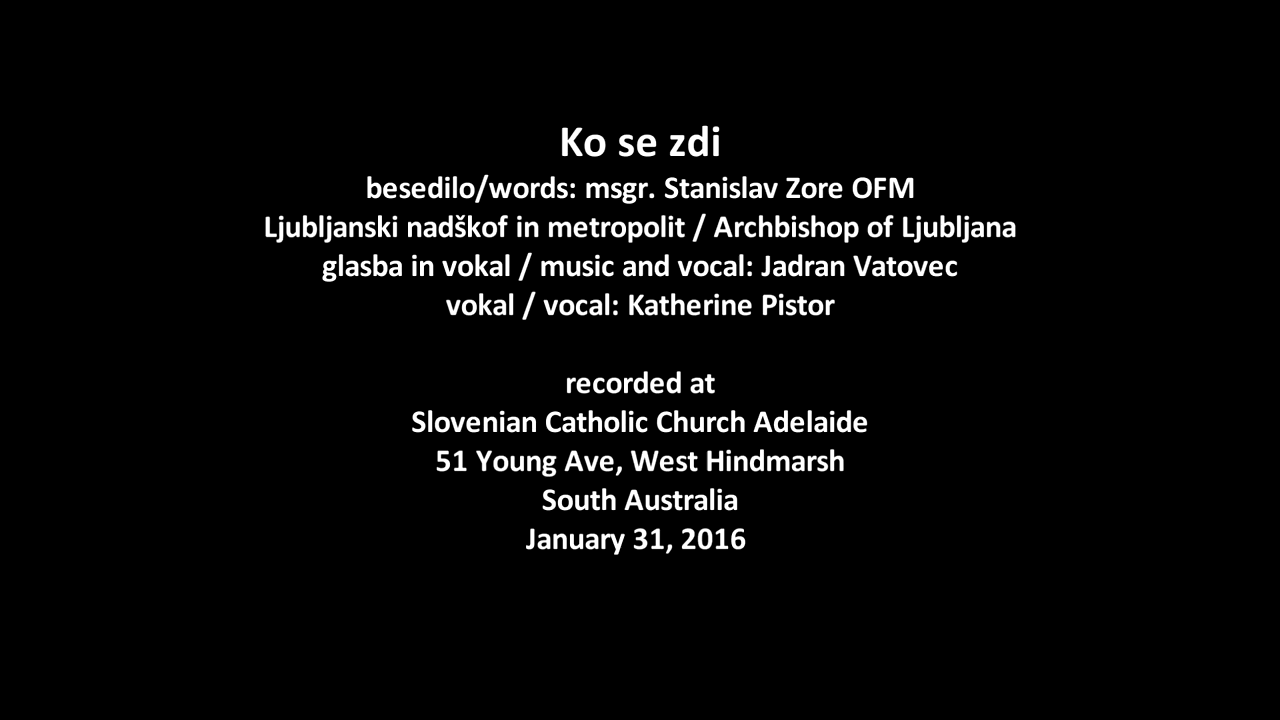 Ko se zdi
besedilo/words: msgr. Stanislav Zore OFM
Ljubljanski nadškof in metropolit / Archbishop of Ljubljana
glasba in vokal / music and vocal: Jadran Vatovec
vokal / vocal: Katherine Pistor
recorded at
Slovenian Catholic Church Adelaide
51 Young Ave, West Hindmarsh
South Australia
January 31, 2016